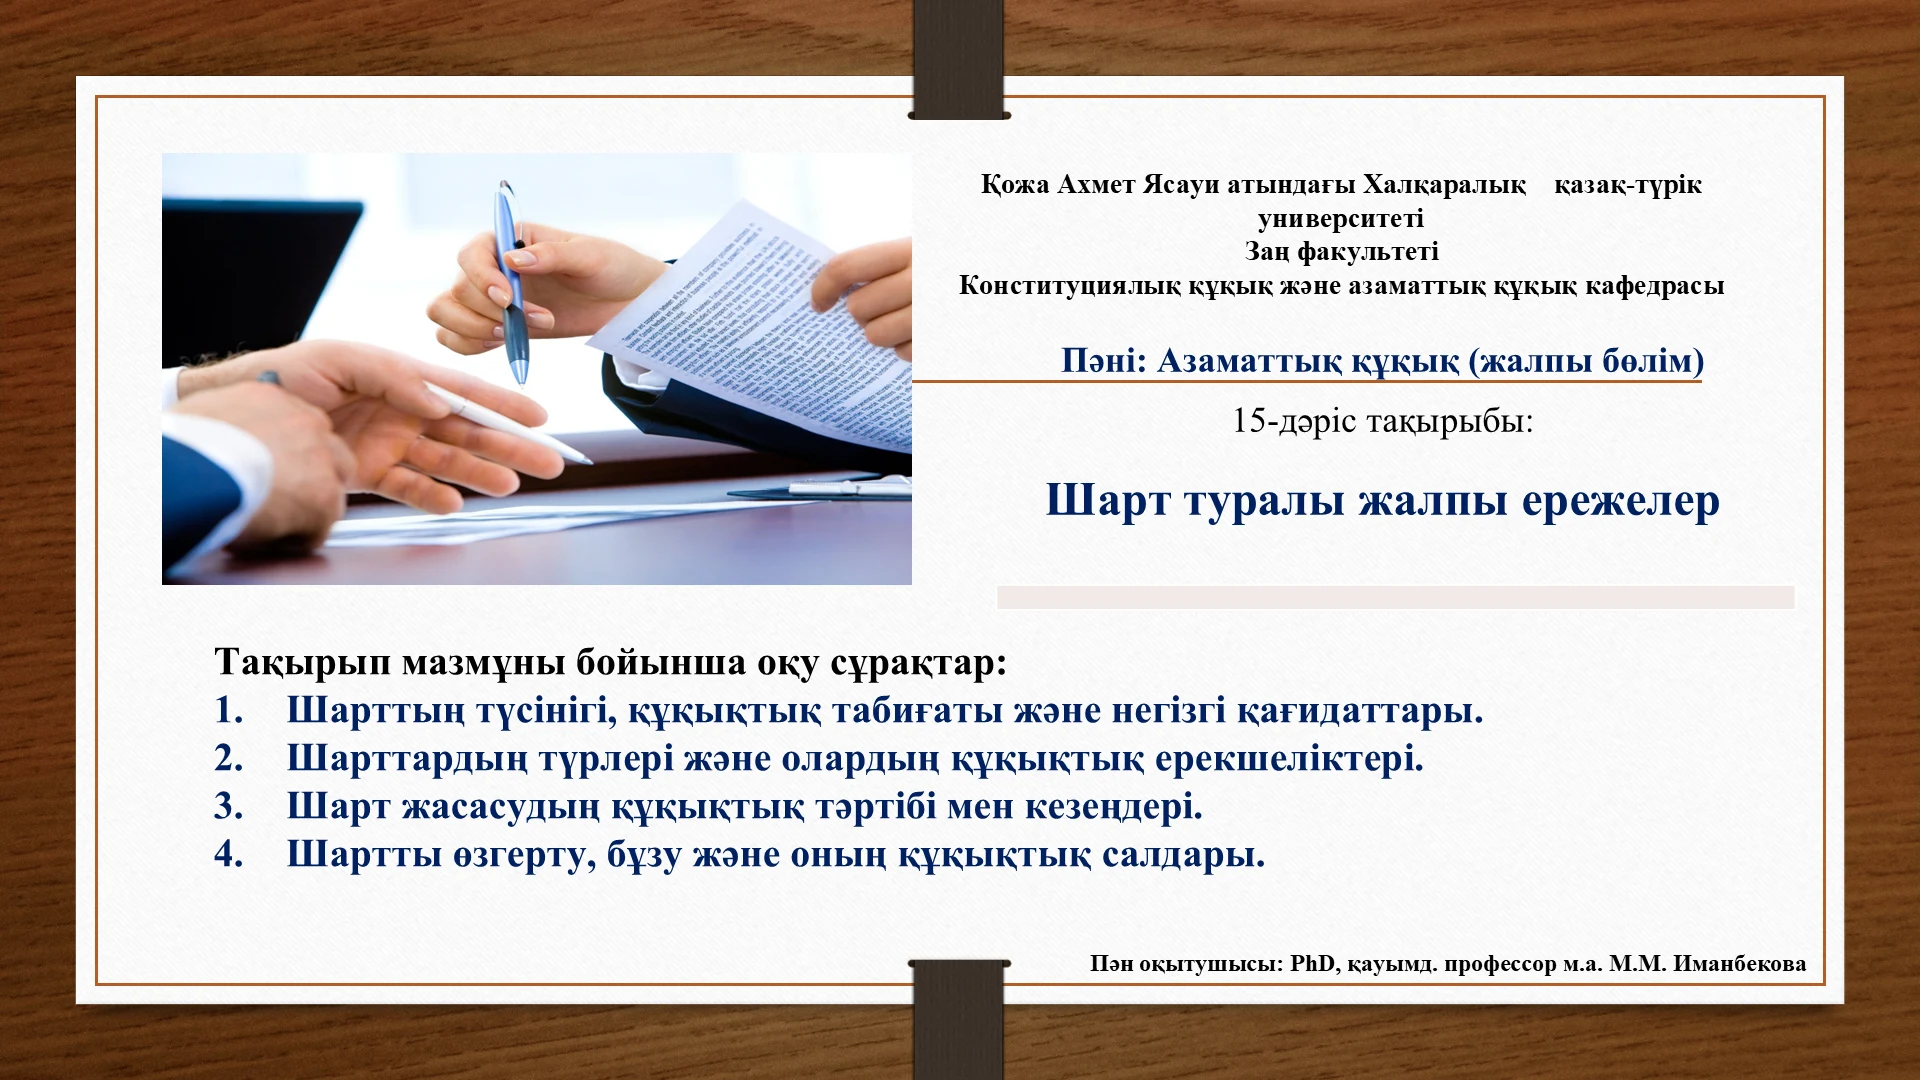 Қожа Ахмет Ясауи атындағы Халқаралық қазақ-түрік
университеті
Заң факультеті
Конституциялық құқық және азаматтық құқық кафедрасы
Пәні: Азаматтық құқық (жалпы бөлім)
15-дәріс тақырыбы:
Шарт туралы жалпы ережелер
Тақырып мазмұны бойынша оқу сұрақтар:
1. Шарттың түсінігі, құқықтық табиғаты және негізгі қағидаттары.
2. Шарттардың түрлері және олардың құқықтық ерекшеліктері.
3. Шарт жасасудың құқықтық тәртібі мен кезеңдері.
4. Шартты өзгерту, бұзу және оның құқықтық салдары.
Пән оқытушысы: PhD, қауымд. профессор м.а. М.М. Иманбекова